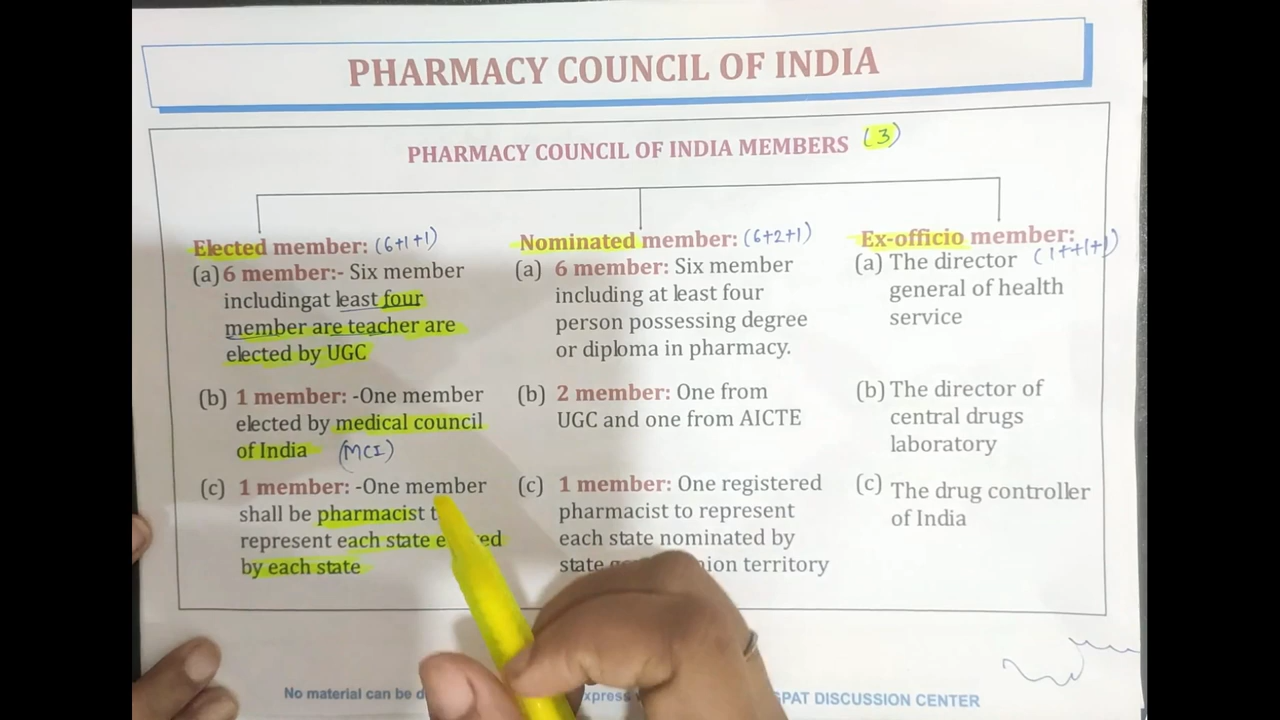 PHARMACY COUNCIL OF INDIA
PHARMACY COUNCIL OF INDIA MEMBERS (3)
Elected member: (6+1+1)
(a) 6 member:- Six member
includingat least four
member are teacher are
elected by UGC
(b) 1 member: -One member
elected by medical council
of India (MCI)
(c) 1 member: -One member
shall be pharmacist
represent each state
by each state
Nominated member: (6+2+1)
(a) 6 member: Six member
including at least four
person possessing degree
or diploma in pharmacy.
(b) 2 member: One from
UGC and one from AICTE
(c) 1 member: One registered
pharmacist to represent
each state nominated by
state territory
Ex-officio member:
(1++1+1)
(a) The director
general of health
service
(b) The director of
central drugs
laboratory
(c) The drug controller
of India
No material can be DISCUSSION CENTER